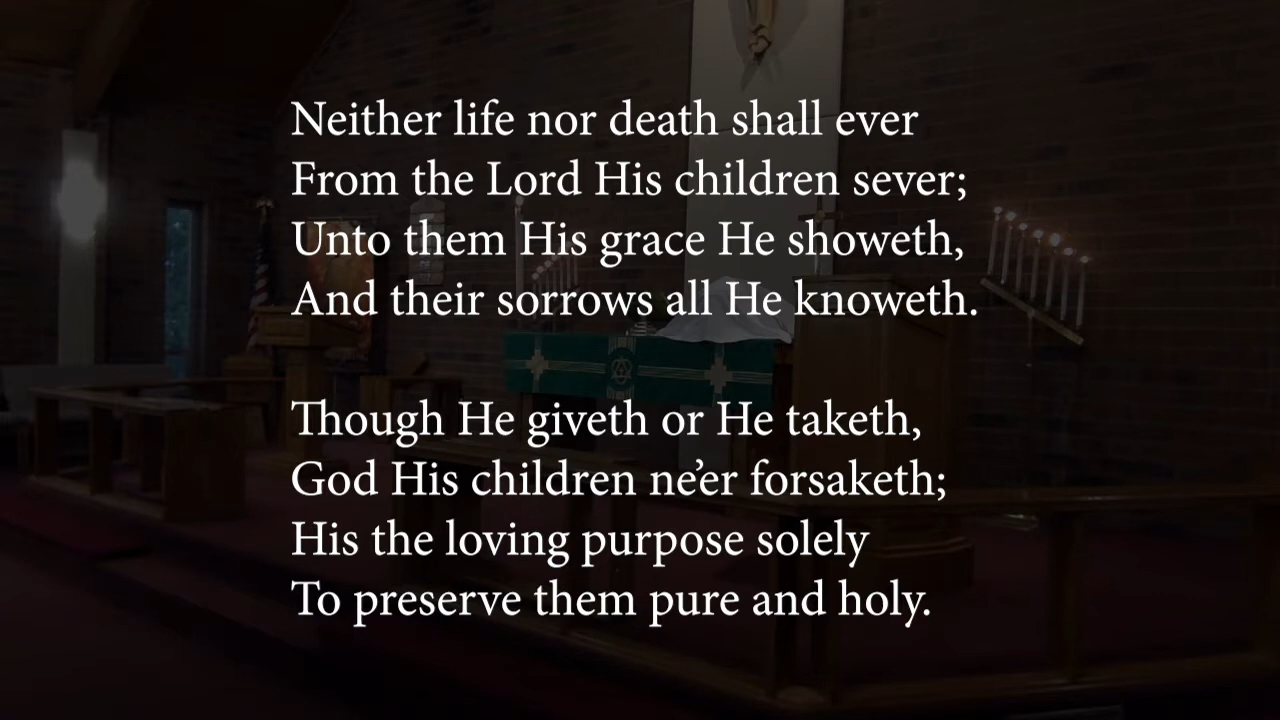 Neither life nor death shall ever
From the Lord His children sever;
Unto them His grace He showeth,
And their sorrows all He knoweth.
Though He giveth or He taketh,
God His children ne’er forsaketh;
His the loving purpose solely
To preserve them pure and holy.